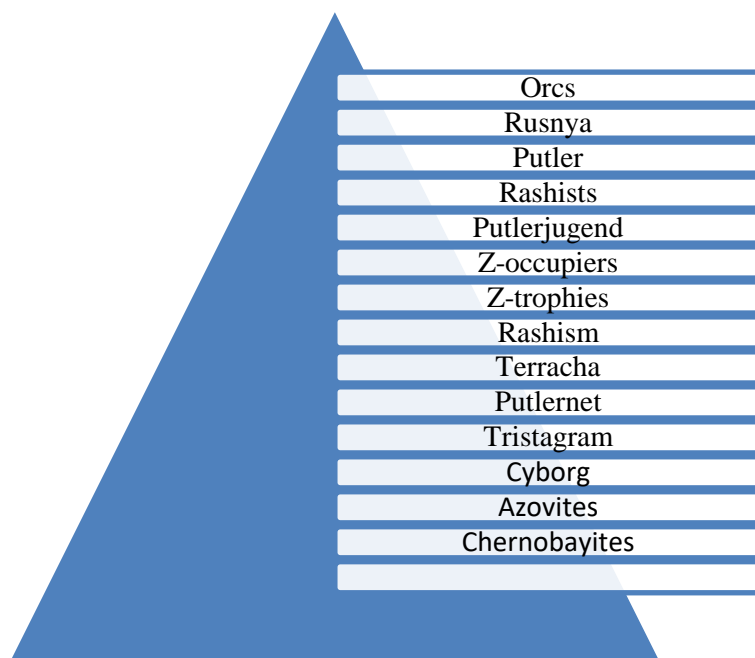 Orcs
Rusnya
Putler
Rashists
Putlerjugend
Z-occupiers
Z-trophies
Rashism
Terracha
Putlernet
Tristagram
Cyborg
Azovites
Chernobayites